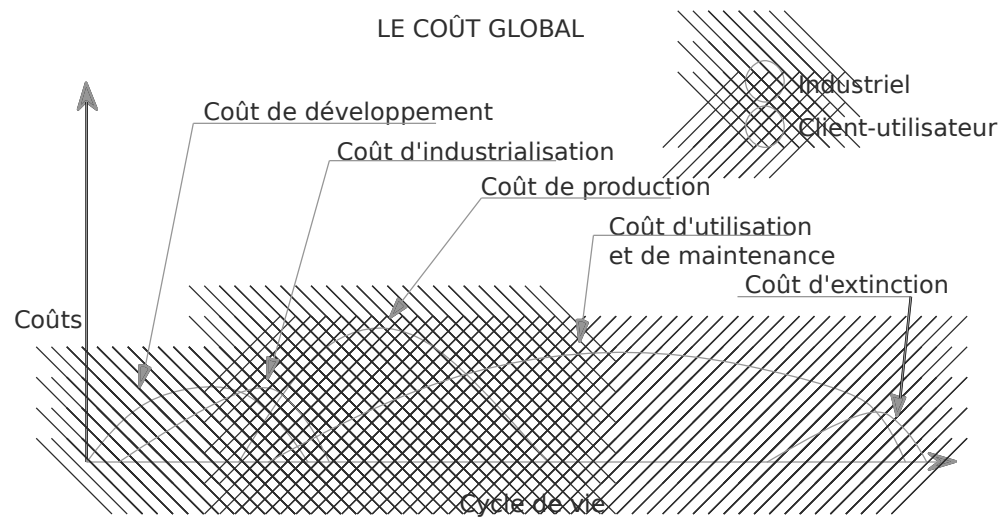 LE COÛT GLOBAL
Industriel
Client-utilisateur
Coût de développement
Coût d'industrialisation
Coût de production
Coût d'utilisation
et de maintenance
Coût d'extinction
Coûts
Cycle de vie